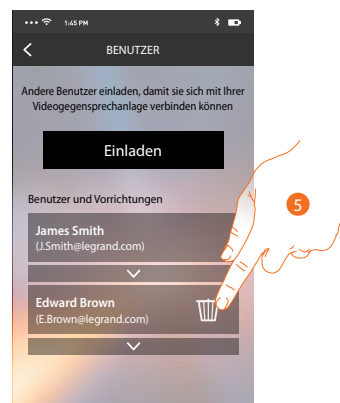 1:45 PM
BENUTZER
Andere Benutzer einladen, damit sie sich mit Ihrer
Videogegensprechanlage verbinden können
Einladen
Benutzer und Vorrichtungen
James Smith
(J.Smith@legrand.com)
Edward Brown
(E.Brown@legrand.com)
5